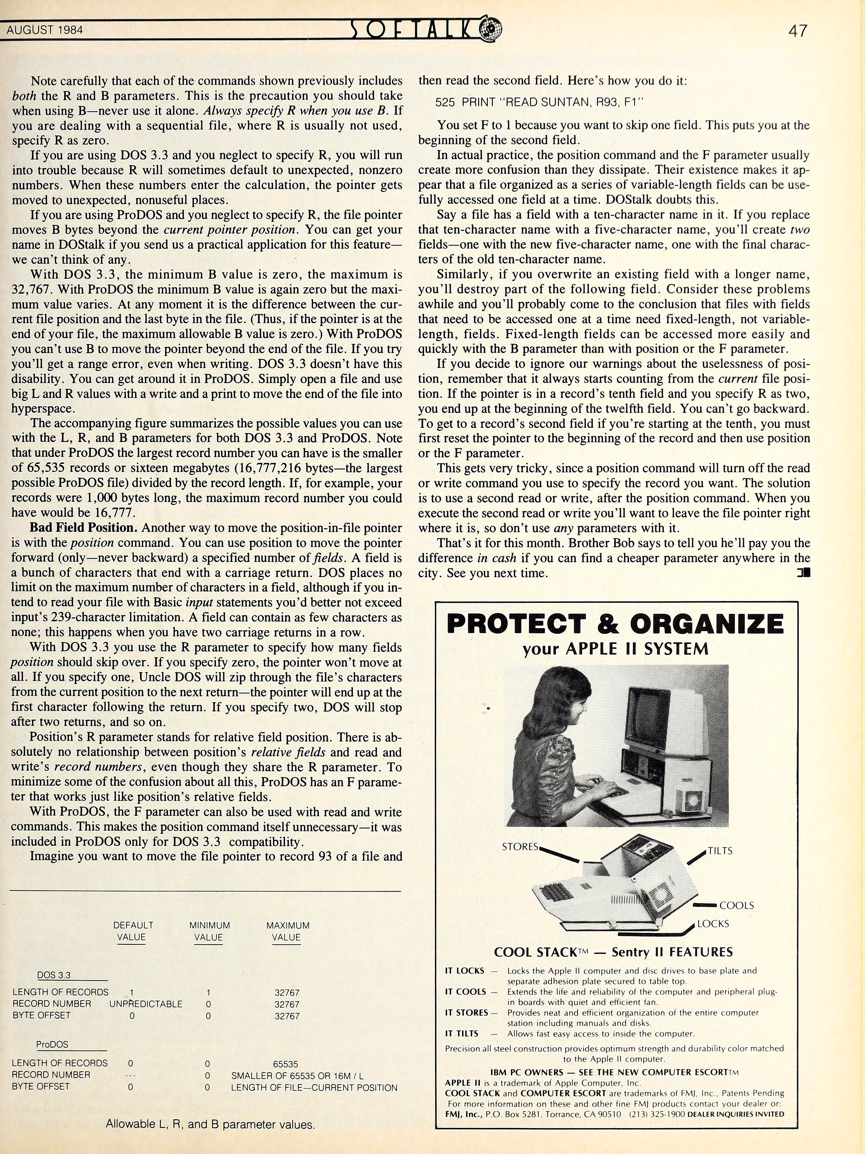 AUGUST 1984
SOFTALK
47
Note carefully that each of the commands shown previously includes
both the R and B parameters. This is the precaution you should take
when using B—never use it alone. Always specify R when you use B. If
you are dealing with a sequential file, where R is usually not used,
specify R as zero.
If you are using DOS 3.3 and you neglect to specify R, you will run
into trouble because R will sometimes default to unexpected, nonzero
numbers. When these numbers enter the calculation, the pointer gets
moved to unexpected, nonuseful places.
If you are using ProDOS and you neglect to specify R, the file pointer
moves B bytes beyond the current pointer position. You can get your
name in DOStalk if you send us a practical application for this feature—
we can't think of any.
With DOS 3.3, the minimum B value is zero, the maximum is
32,767. With ProDOS the minimum B value is again zero but the maxi-
mum value varies. At any moment it is the difference between the cur-
rent file position and the last byte in the file. (Thus, if the pointer is at the
end of your file, the maximum allowable B value is zero.) With ProDOS
you can't use B to move the pointer beyond the end of the file. If you try
you'll get a range error, even when writing. DOS 3.3 doesn't have this
disability. You can get around it in ProDOS. Simply open a file and use
big L and R values with a write and a print to move the end of the file into
hyperspace.
The accompanying figure summarizes the possible values you can use
with the L, R, and B parameters for both DOS 3.3 and ProDOS. Note
that under ProDOS the largest record number you can have is the smaller
of 65,535 records or sixteen megabytes (16,777,216 bytes—the largest
possible ProDOS file) divided by the record length. If, for example, your
records were 1,000 bytes long, the maximum record number you could
have would be 16,777.
Bad Field Position. Another way to move the position-in-file pointer
is with the position command. You can use position to move the pointer
forward (only—never backward) a specified number of fields. A field is
a bunch of characters that end with a carriage return. DOS places no
limit on the maximum number of characters in a field, although if you in-
tend to read your file with Basic input statements you'd better not exceed
input's 239-character limitation. A field can contain as few characters as
none; this happens when you have two carriage returns in a row.
With DOS 3.3 you use the R parameter to specify how many fields
position should skip over. If you specify zero, the pointer won't move at
all. If you specify one, Uncle DOS will zip through the file's characters
from the current position to the next return—the pointer will end up at the
first character following the return. If you specify two, DOS will stop
after two returns, and so on.
Position's R parameter stands for relative field position. There is ab-
solutely no relationship between position's relative fields and read and
write's record numbers, even though they share the R parameter. To
minimize some of the confusion about all this, ProDOS has an F parame-
ter that works just like position's relative fields.
With ProDOS, the F parameter can also be used with read and write
commands. This makes the position command itself unnecessary—it was
included in ProDOS only for DOS 3.3 compatibility.
Imagine you want to move the file pointer to record 93 of a file and
then read the second field. Here's how you do it:
525 PRINT "READ SUNTAN, R93, F1"
You set F to 1 because you want to skip one field. This puts you at the
beginning of the second field.
In actual practice, the position command and the F parameter usually
create more confusion than they dissipate. Their existence makes it ap-
pear that a file organized as a series of variable-length fields can be use-
fully accessed one field at a time. DOStalk doubts this.
Say a file has a field with a ten-character name in it. If you replace
that ten-character name with a five-character name, you'll create two
fields—one with the new five-character name, one with the final charac-
ters of the old ten-character name.
Similarly, if you overwrite an existing field with a longer name,
you'll destroy part of the following field. Consider these problems
awhile and you'll probably come to the conclusion that files with fields
that need to be accessed one at a time need fixed-length, not variable-
length, fields. Fixed-length fields can be accessed more easily and
quickly with the B parameter than with position or the F parameter.
If you decide to ignore our warnings about the uselessness of posi-
tion, remember that it always starts counting from the current file posi-
tion. If the pointer is in a record's tenth field and you specify R as two,
you end up at the beginning of the twelfth field. You can't go backward.
To get to a record's second field if you're starting at the tenth, you must
first reset the pointer to the beginning of the record and then use position
or the F parameter.
This gets very tricky, since a position command will turn off the read
or write command you use to specify the record you want. The solution
is to use a second read or write, after the position command. When you
execute the second read or write you'll want to leave the file pointer right
where it is, so don't use any parameters with it.
That's it for this month. Brother Bob says to tell you he'll pay you the
difference in cash if you can find a cheaper parameter anywhere in the
city. See you next time.
DEFAULT VALUE MINIMUM VALUE MAXIMUM VALUE
DOS 3.3
LENGTH OF RECORDS 1 1 32767
RECORD NUMBER UNPREDICTABLE 0 32767
BYTE OFFSET 0 0 32767
ProDOS
LENGTH OF RECORDS 0 0 65535
RECORD NUMBER --- 0 SMALLER OF 65535 OR 16M / L
BYTE OFFSET 0 0 LENGTH OF FILE—CURRENT POSITION
Allowable L, R, and B parameter values.
PROTECT & ORGANIZE
your APPLE II SYSTEM
STORES
TILTS
COOLS
LOCKS
COOL STACK™ — Sentry II FEATURES
IT LOCKS — Locks the Apple II computer and disc drives to base plate and
separate adhesion plate secured to table top.
IT COOLS — Extends the life and reliability of the computer and peripheral plug-
in boards with quiet and efficient fan.
IT STORES — Provides neat and efficient organization of the entire computer
station including manuals and disks.
IT TILTS — Allows fast easy access to inside the computer.
Precision all steel construction provides optimum strength and durability color matched
to the Apple II computer.
IBM PC OWNERS — SEE THE NEW COMPUTER ESCORT™
APPLE II is a trademark of Apple Computer, Inc.
COOL STACK and COMPUTER ESCORT are trademarks of FMJ, Inc., Patents Pending
For more information on these and other fine FMJ products contact your dealer or:
FMJ, Inc., P.O. Box 5281, Torrance, CA 90510 (213) 325-1900 DEALER INQUIRIES INVITED